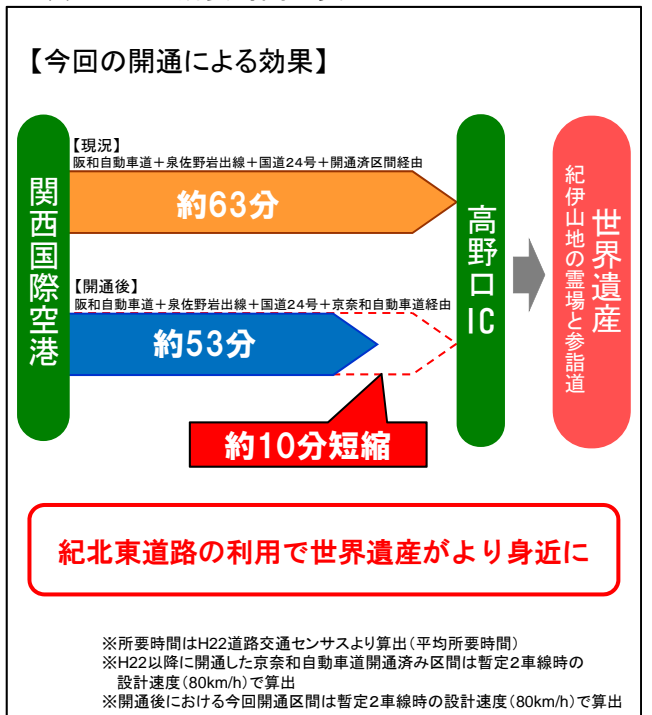 【今回の開通による効果】
【現況】
阪和自動車道+泉佐野岩出線+国道24号+開通済区間経由
約63分
関西国際空港
高野口IC
世界遺産
紀伊山地の霊場と参詣道
【開通後】
阪和自動車道+泉佐野岩出線+国道24号+京奈和自動車道経由
約53分
約10分短縮
紀北東道路の利用で世界遺産がより身近に
※所要時間はH22道路交通センサスより算出(平均所要時間)
※H22以降に開通した京奈和自動車道開通済み区間は暫定2車線時の
設計速度(80km/h)で算出
※開通後における今回開通区間は暫定2車線時の設計速度(80km/h)で算出